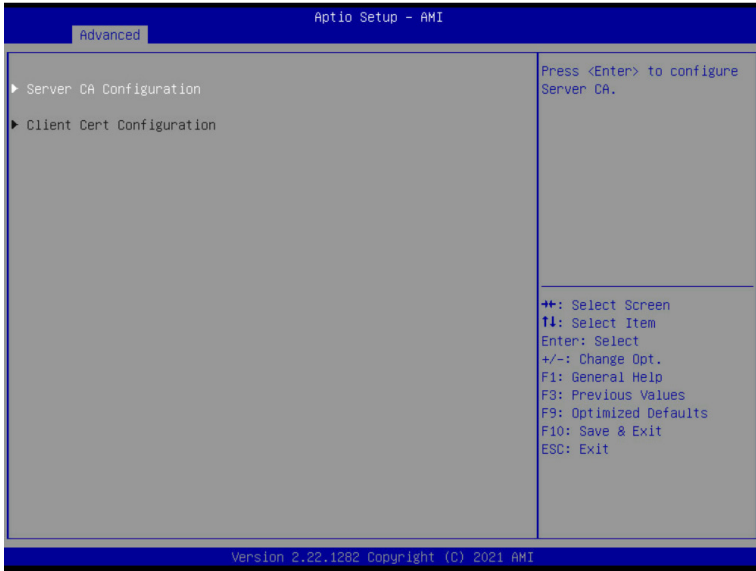 Aptio Setup – AMI
Advanced
▶ Server CA Configuration
▶ Client Cert Configuration
Press <Enter> to configure
Server CA.
→←: Select Screen
↑↓: Select Item
Enter: Select
+/-: Change Opt.
F1: General Help
F3: Previous Values
F9: Optimized Defaults
F10: Save & Exit
ESC: Exit
Version 2.22.1282 Copyright (C) 2021 AMI